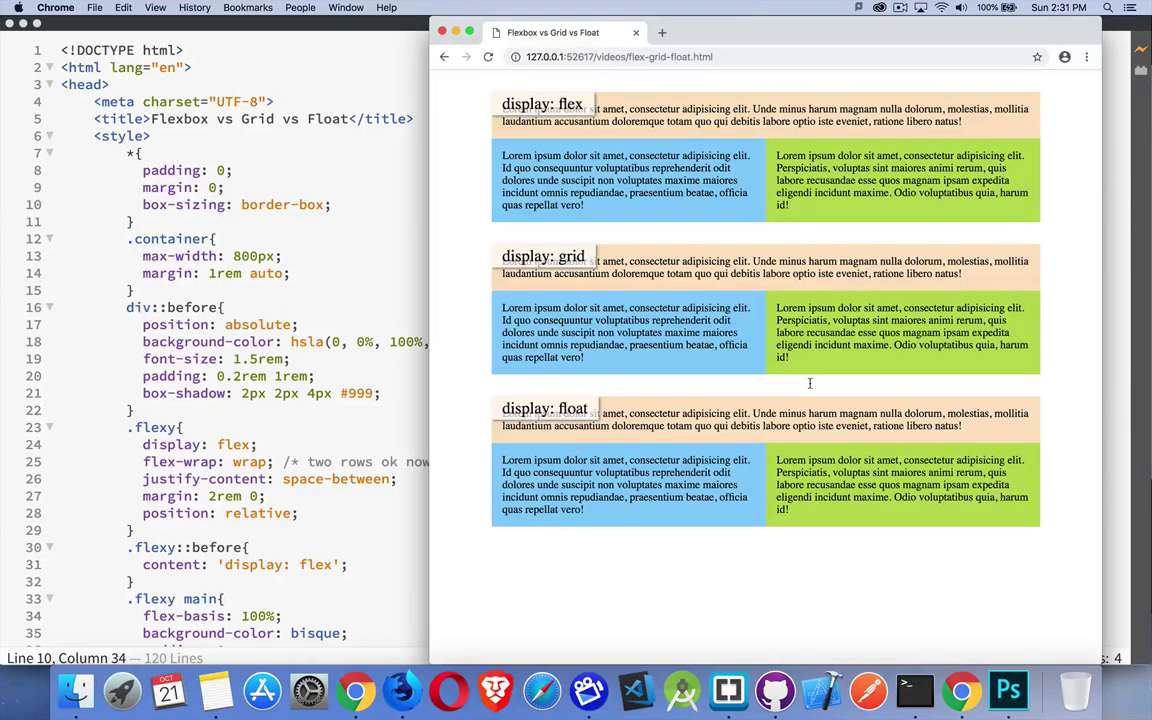 Chrome File Edit View History Bookmarks People Window Help 100% Sun 2:31 PM
1 <!DOCTYPE html>
2 <html lang="en">
3 <head>
4 <meta charset="UTF-8">
5 <title>Flexbox vs Grid vs Float</title>
6 <style>
7 *{
8 padding: 0;
9 margin: 0;
10 box-sizing: border-box;
11 }
12 .container{
13 max-width: 800px;
14 margin: 1rem auto;
15 }
16 div::before{
17 position: absolute;
18 background-color: hsla(0, 0%, 100%,
19 font-size: 1.5rem;
20 padding: 0.2rem 1rem;
21 box-shadow: 2px 2px 4px #999;
22 }
23 .flexy{
24 display: flex;
25 flex-wrap: wrap; /* two rows ok now
26 justify-content: space-between;
27 margin: 2rem 0;
28 position: relative;
29 }
30 .flexy::before{
31 content: 'display: flex';
32 }
33 .flexy main{
34 flex-basis: 100%;
35 background-color: bisque;
Line 10, Column 34 — 120 Lines
s: 4
Flexbox vs Grid vs Float
127.0.0.1:52617/videos/flex-grid-float.html
display: flex
sit amet, consectetur adipisicing elit. Unde minus harum magnam nulla dolorum, molestias, mollitia
laudantium accusantium doloremque totam quo qui debitis labore optio iste eveniet, ratione libero natus!
Lorem ipsum dolor sit amet, consectetur adipisicing elit.
Id quo consequuntur voluptatibus reprehenderit odit
dolores unde suscipit non voluptates maxime maiores
incidunt omnis repudiandae, praesentium beatae, officia
quas repellat vero!
Lorem ipsum dolor sit amet, consectetur adipisicing elit.
Perspiciatis, voluptas sint maiores animi rerum, quis
labore recusandae esse quos magnam ipsam expedita
eligendi incidunt maxime. Odio voluptatibus quia, harum
id!
display: grid
sit amet, consectetur adipisicing elit. Unde minus harum magnam nulla dolorum, molestias, mollitia
laudantium accusantium doloremque totam quo qui debitis labore optio iste eveniet, ratione libero natus!
Lorem ipsum dolor sit amet, consectetur adipisicing elit.
Id quo consequuntur voluptatibus reprehenderit odit
dolores unde suscipit non voluptates maxime maiores
incidunt omnis repudiandae, praesentium beatae, officia
quas repellat vero!
Lorem ipsum dolor sit amet, consectetur adipisicing elit.
Perspiciatis, voluptas sint maiores animi rerum, quis
labore recusandae esse quos magnam ipsam expedita
eligendi incidunt maxime. Odio voluptatibus quia, harum
id!
display: float
sit amet, consectetur adipisicing elit. Unde minus harum magnam nulla dolorum, molestias, mollitia
laudantium accusantium doloremque totam quo qui debitis labore optio iste eveniet, ratione libero natus!
Lorem ipsum dolor sit amet, consectetur adipisicing elit.
Id quo consequuntur voluptatibus reprehenderit odit
dolores unde suscipit non voluptates maxime maiores
incidunt omnis repudiandae, praesentium beatae, officia
quas repellat vero!
Lorem ipsum dolor sit amet, consectetur adipisicing elit.
Perspiciatis, voluptas sint maiores animi rerum, quis
labore recusandae esse quos magnam ipsam expedita
eligendi incidunt maxime. Odio voluptatibus quia, harum
id!
OCT
21
Ps